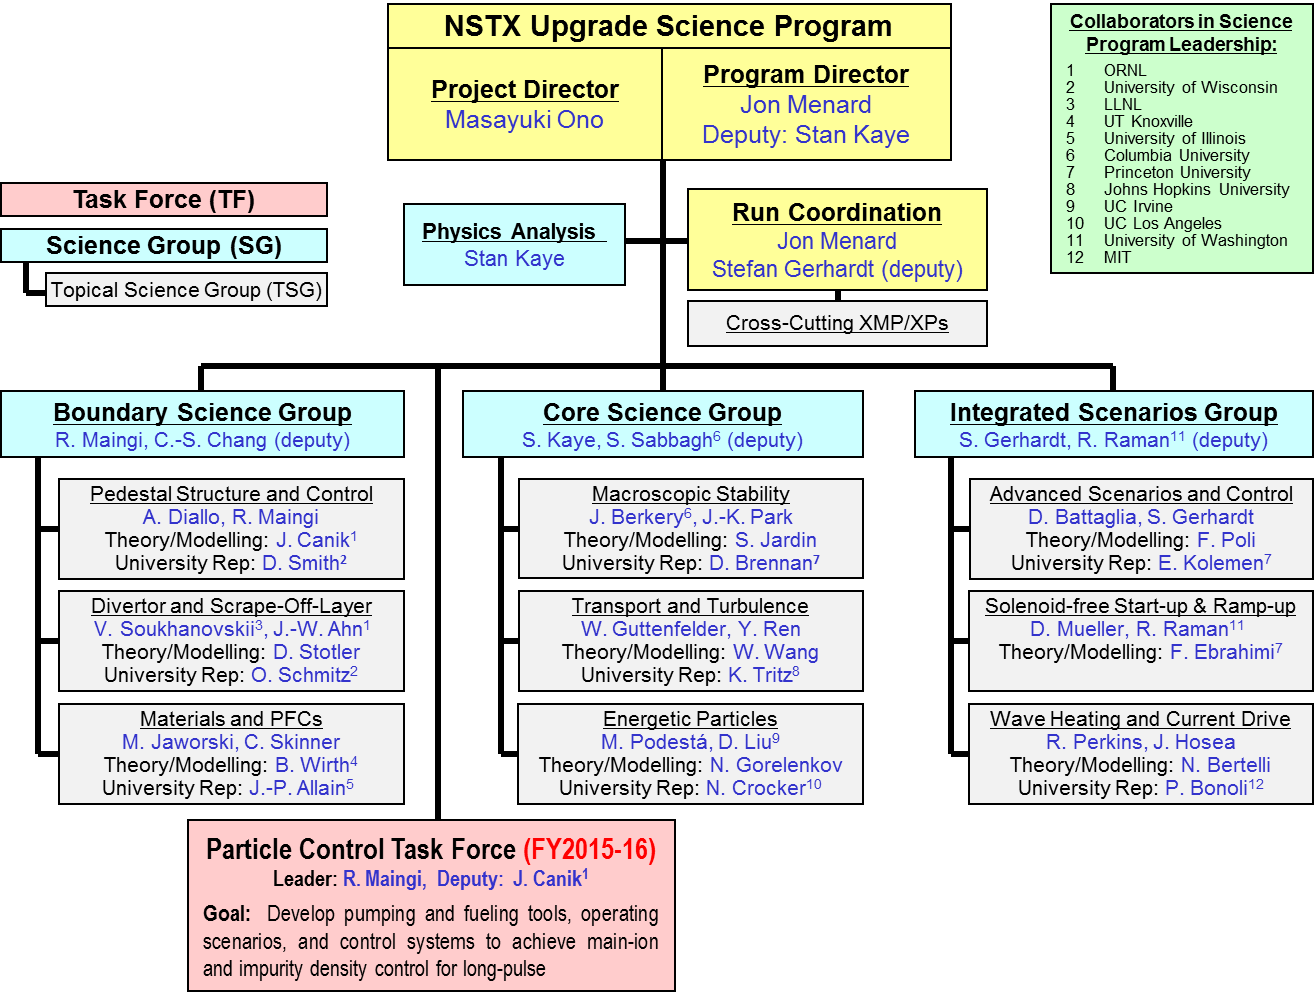 NSTX Upgrade Science Program
Project Director
Masayuki Ono
Program Director
Jon Menard
Deputy: Stan Kaye
Collaborators in Science
Program Leadership:
1 ORNL
2 University of Wisconsin
3 LLNL
4 UT Knoxville
5 University of Illinois
6 Columbia University
7 Princeton University
8 Johns Hopkins University
9 UC Irvine
10 UC Los Angeles
11 University of Washington
12 MIT
Task Force (TF)
Science Group (SG)
Topical Science Group (TSG)
Physics Analysis
Stan Kaye
Run Coordination
Jon Menard
Stefan Gerhardt (deputy)
Cross-Cutting XMP/XPs
Boundary Science Group
R. Maingi, C.-S. Chang (deputy)
Pedestal Structure and Control
A. Diallo, R. Maingi
Theory/Modelling: J. Canik¹
University Rep: D. Smith²
Divertor and Scrape-Off-Layer
V. Soukhanovskii³, J.-W. Ahn¹
Theory/Modelling: D. Stotler
University Rep: O. Schmitz²
Materials and PFCs
M. Jaworski, C. Skinner
Theory/Modelling: B. Wirth⁴
University Rep: J.-P. Allain⁵
Core Science Group
S. Kaye, S. Sabbagh⁶ (deputy)
Macroscopic Stability
J. Berkery⁶, J.-K. Park
Theory/Modelling: S. Jardin
University Rep: D. Brennan⁷
Transport and Turbulence
W. Guttenfelder, Y. Ren
Theory/Modelling: W. Wang
University Rep: K. Tritz⁸
Energetic Particles
M. Podestá, D. Liu⁹
Theory/Modelling: N. Gorelenkov
University Rep: N. Crocker¹⁰
Integrated Scenarios Group
S. Gerhardt, R. Raman¹¹ (deputy)
Advanced Scenarios and Control
D. Battaglia, S. Gerhardt
Theory/Modelling: F. Poli
University Rep: E. Kolemen⁷
Solenoid-free Start-up & Ramp-up
D. Mueller, R. Raman¹¹
Theory/Modelling: F. Ebrahimi⁷
Wave Heating and Current Drive
R. Perkins, J. Hosea
Theory/Modelling: N. Bertelli
University Rep: P. Bonoli¹²
Particle Control Task Force (FY2015-16)
Leader: R. Maingi, Deputy: J. Canik¹
Goal: Develop pumping and fueling tools, operating
scenarios, and control systems to achieve main-ion
and impurity density control for long-pulse